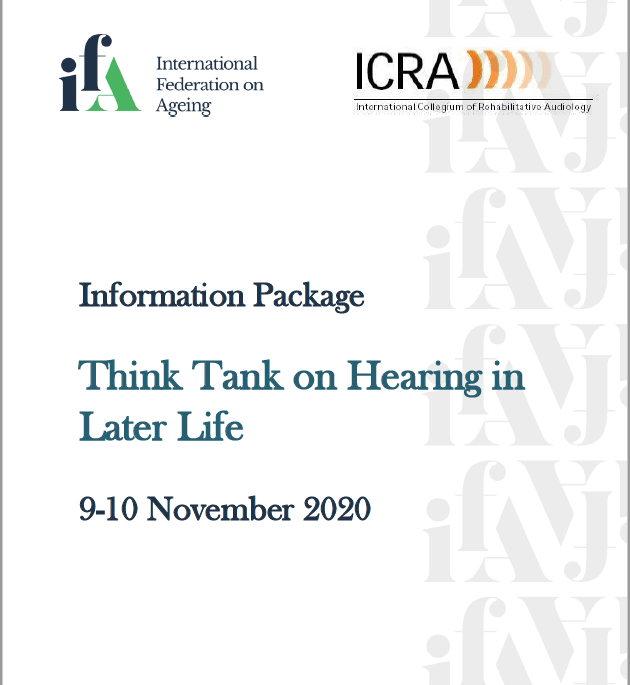 ifA International
Federation on
Ageing
ICRA
International Collegium of Rehabilitative Audiology
Information Package
Think Tank on Hearing in
Later Life
9-10 November 2020